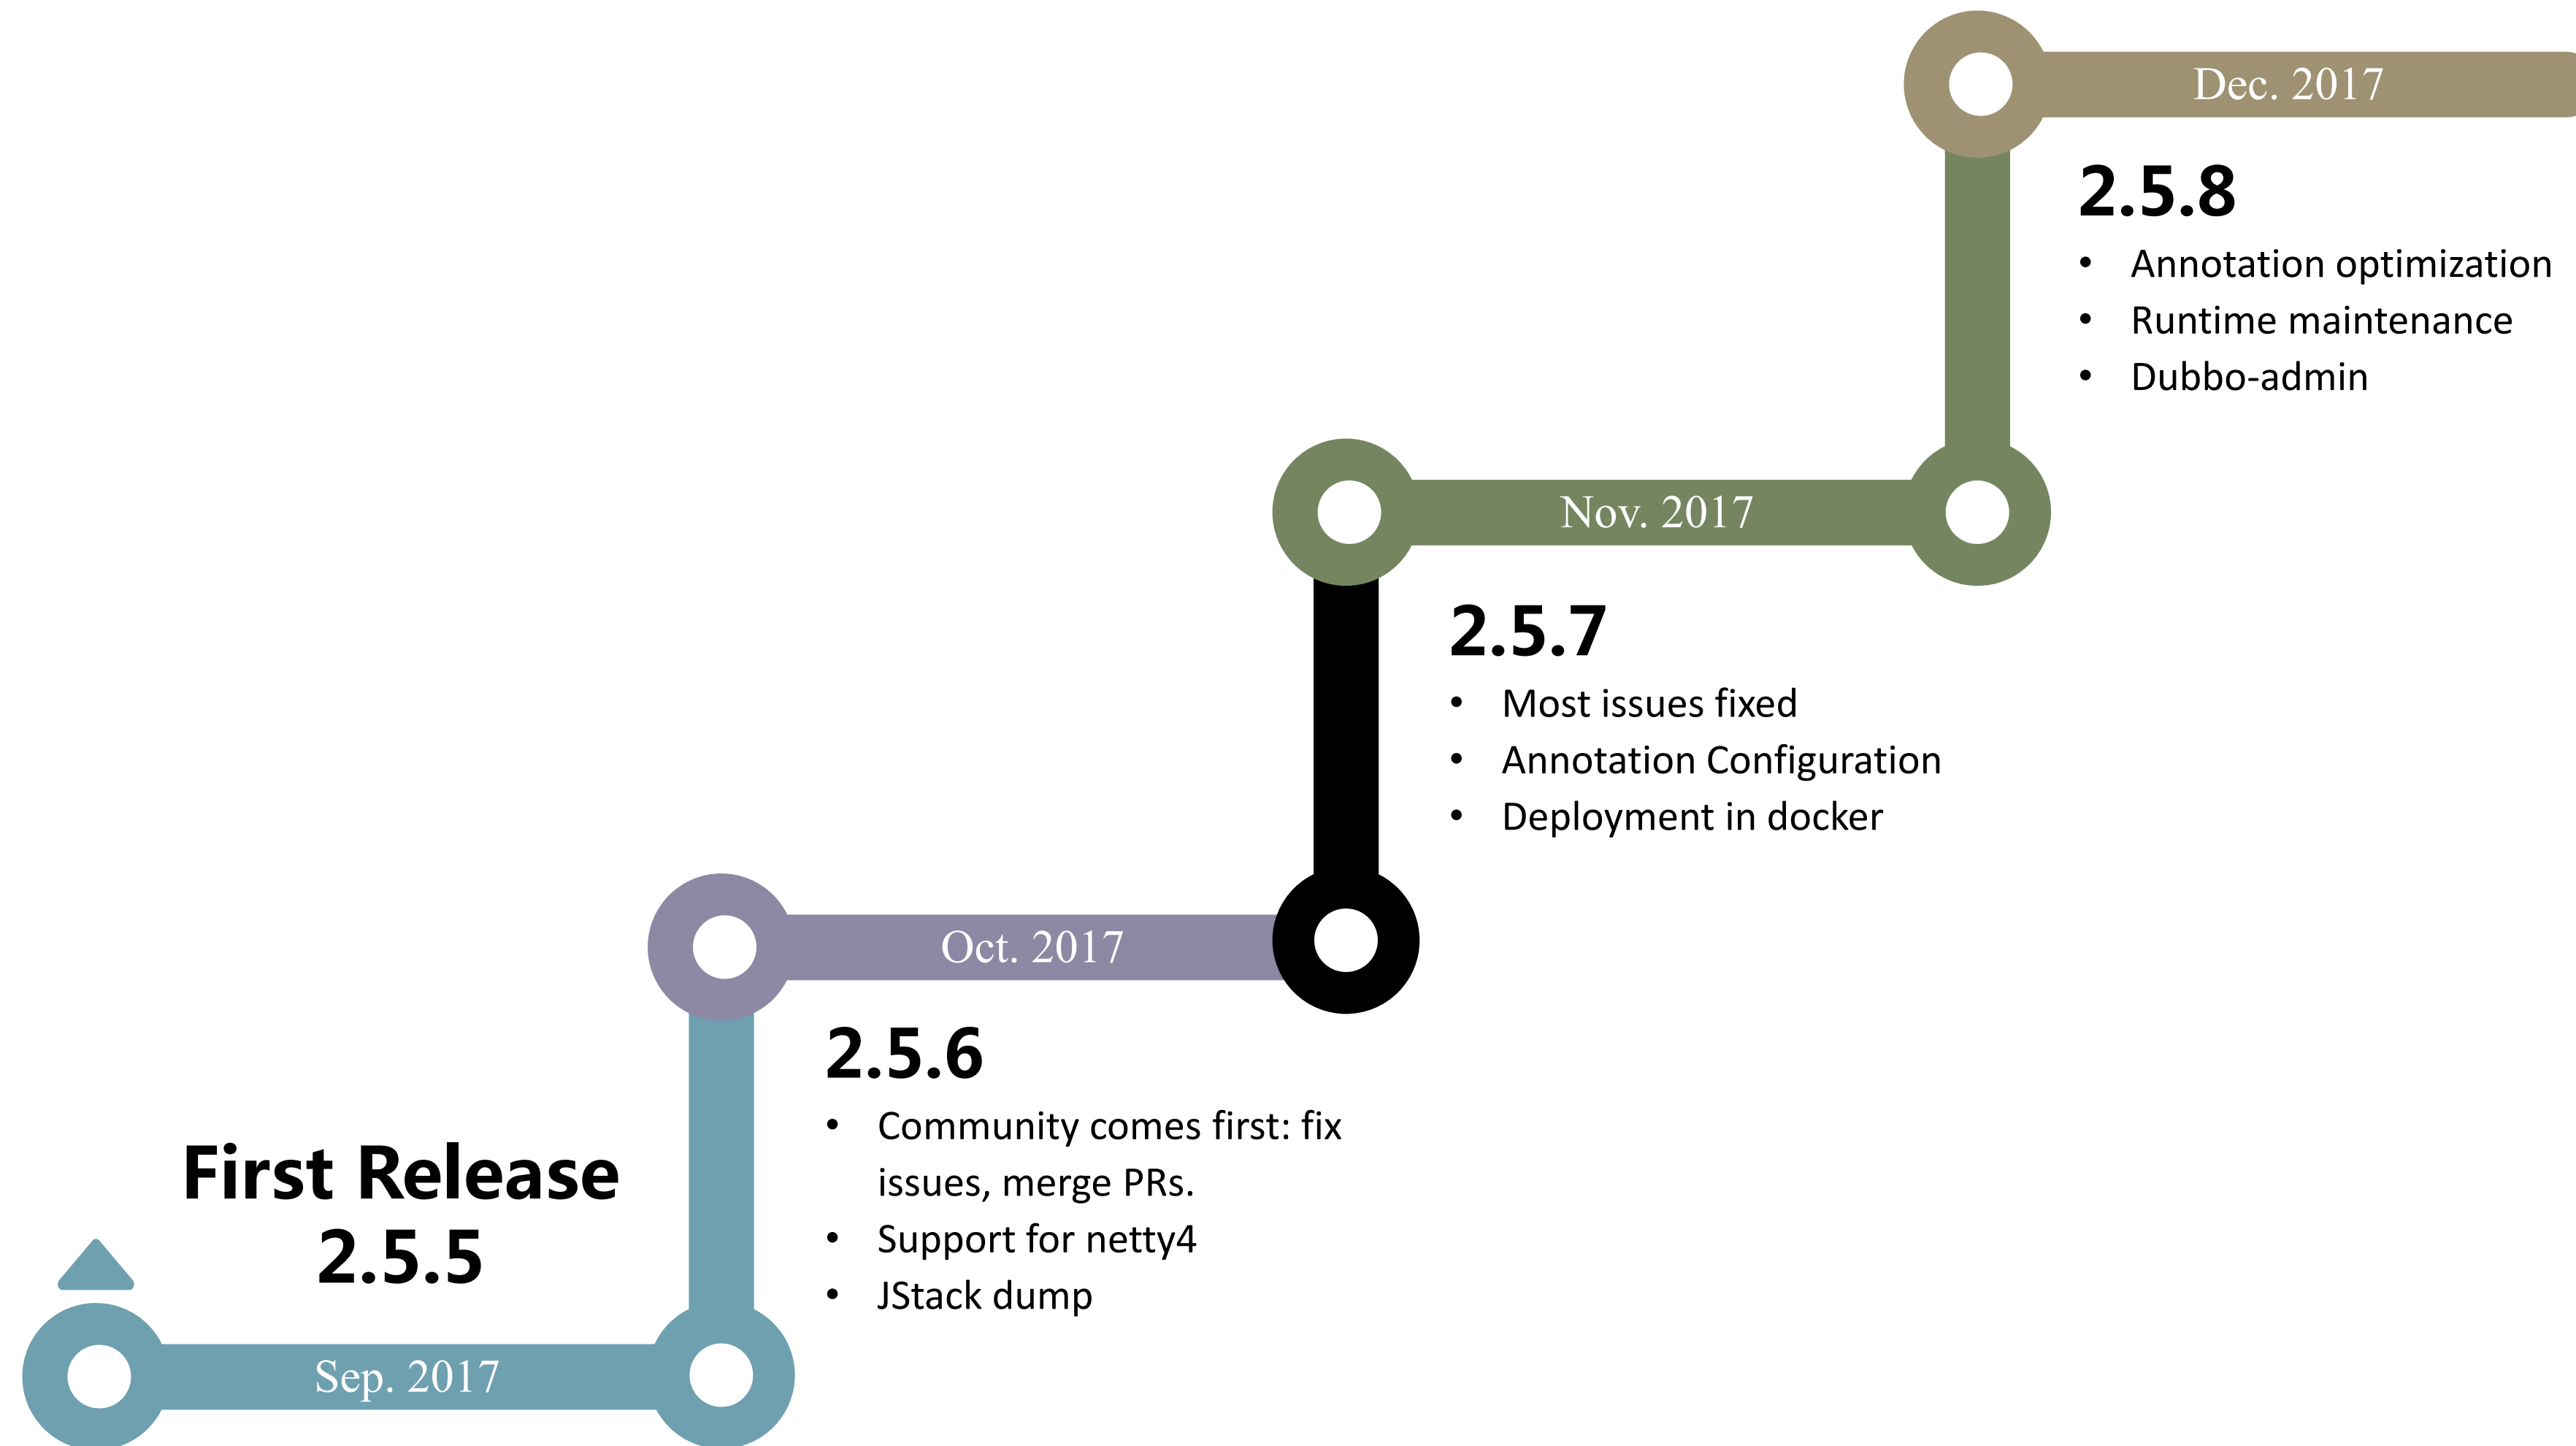 Dec. 2017
2.5.8
• Annotation optimization
• Runtime maintenance
• Dubbo-admin
Nov. 2017
2.5.7
• Most issues fixed
• Annotation Configuration
• Deployment in docker
Oct. 2017
2.5.6
• Community comes first: fix
issues, merge PRs.
• Support for netty4
• JStack dump
First Release
2.5.5
Sep. 2017